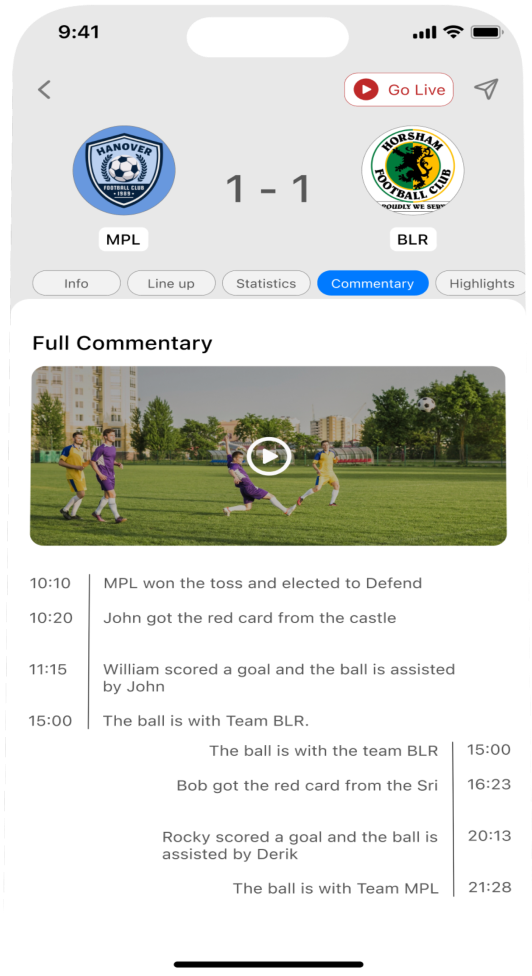 9:41
Go Live
HANOVER
FOOTBALL CLUB
• 1989 •
HORSHAM
FOOTBALL CLUB
PROUDLY WE SERVE
1 - 1
MPL
BLR
Info
Line up
Statistics
Commentary
Highlights
Full Commentary
10:10 MPL won the toss and elected to Defend
10:20 John got the red card from the castle
11:15 William scored a goal and the ball is assisted
by John
15:00 The ball is with Team BLR.
The ball is with the team BLR 15:00
Bob got the red card from the Sri 16:23
Rocky scored a goal and the ball is 20:13
assisted by Derik
The ball is with Team MPL 21:28